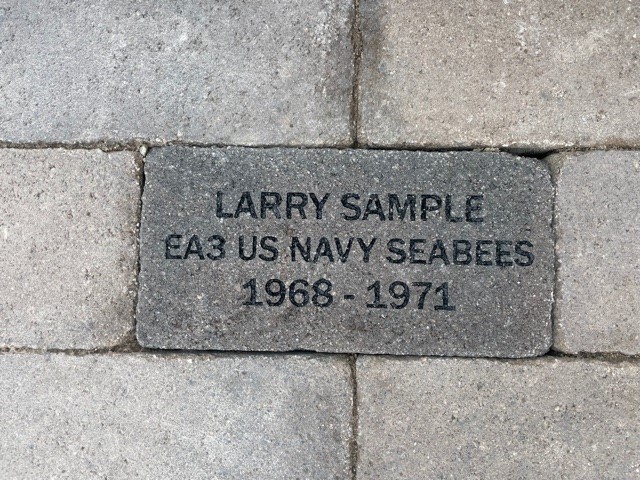 LARRY SAMPLE
EA3 US NAVY SEABEES
1968 - 1971